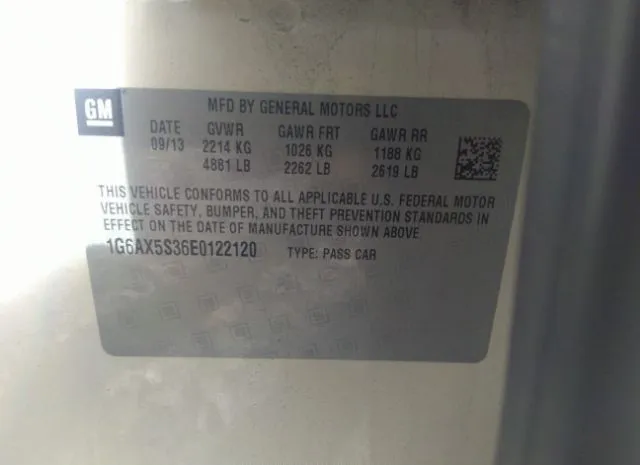 GM
MFD BY GENERAL MOTORS LLC
DATE GVWR GAWR FRT GAWR RR
09/13 2214 KG 1026 KG 1188 KG
4881 LB 2262 LB 2619 LB
THIS VEHICLE CONFORMS TO ALL APPLICABLE U.S. FEDERAL MOTOR
VEHICLE SAFETY, BUMPER, AND THEFT PREVENTION STANDARDS IN
EFFECT ON THE DATE OF MANUFACTURE SHOWN ABOVE
1G6AX5S36E0122120 TYPE: PASS CAR